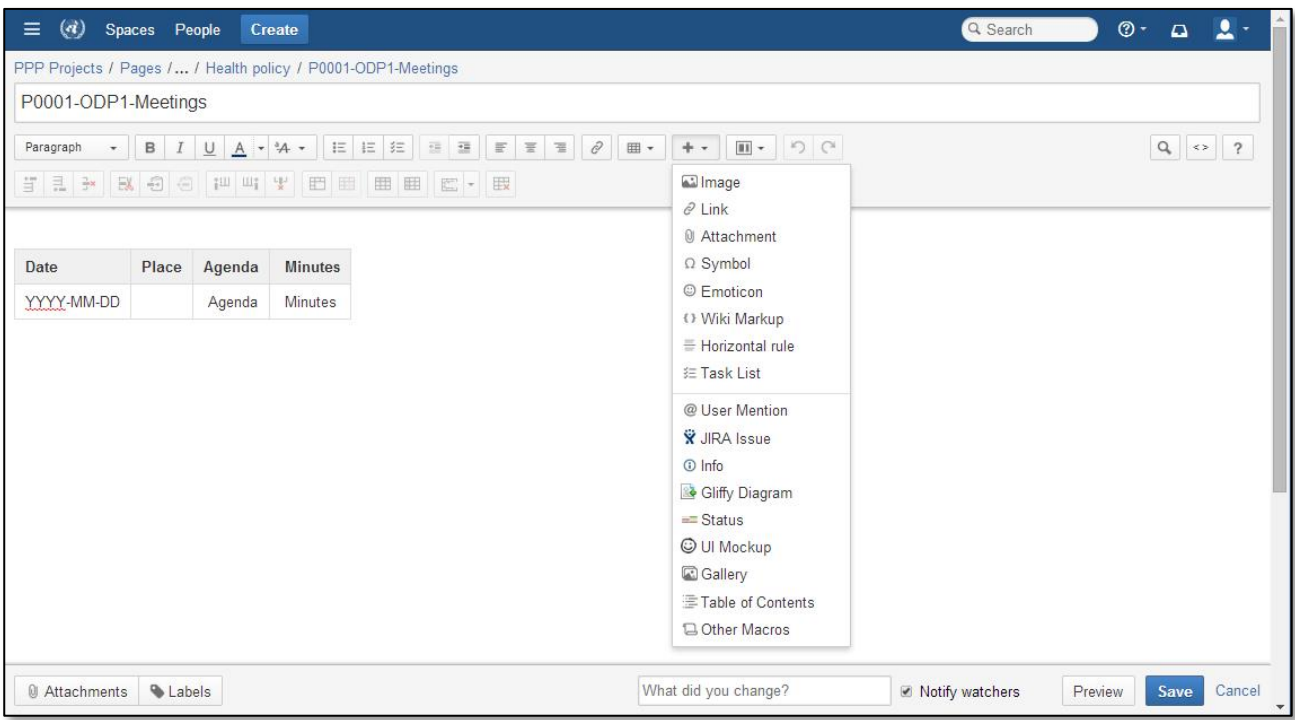 Spaces People Create Search
PPP Projects / Pages / ... / Health policy / P0001-ODP1-Meetings
P0001-ODP1-Meetings
Paragraph B I U A A <> ?
Image
Link
Attachment
Ω Symbol
Emoticon
Wiki Markup
Horizontal rule
Task List
@ User Mention
JIRA Issue
Info
Gliffy Diagram
Status
UI Mockup
Gallery
Table of Contents
Other Macros
Date Place Agenda Minutes
YYYY-MM-DD Agenda Minutes
Attachments Labels What did you change? Notify watchers Preview Save Cancel